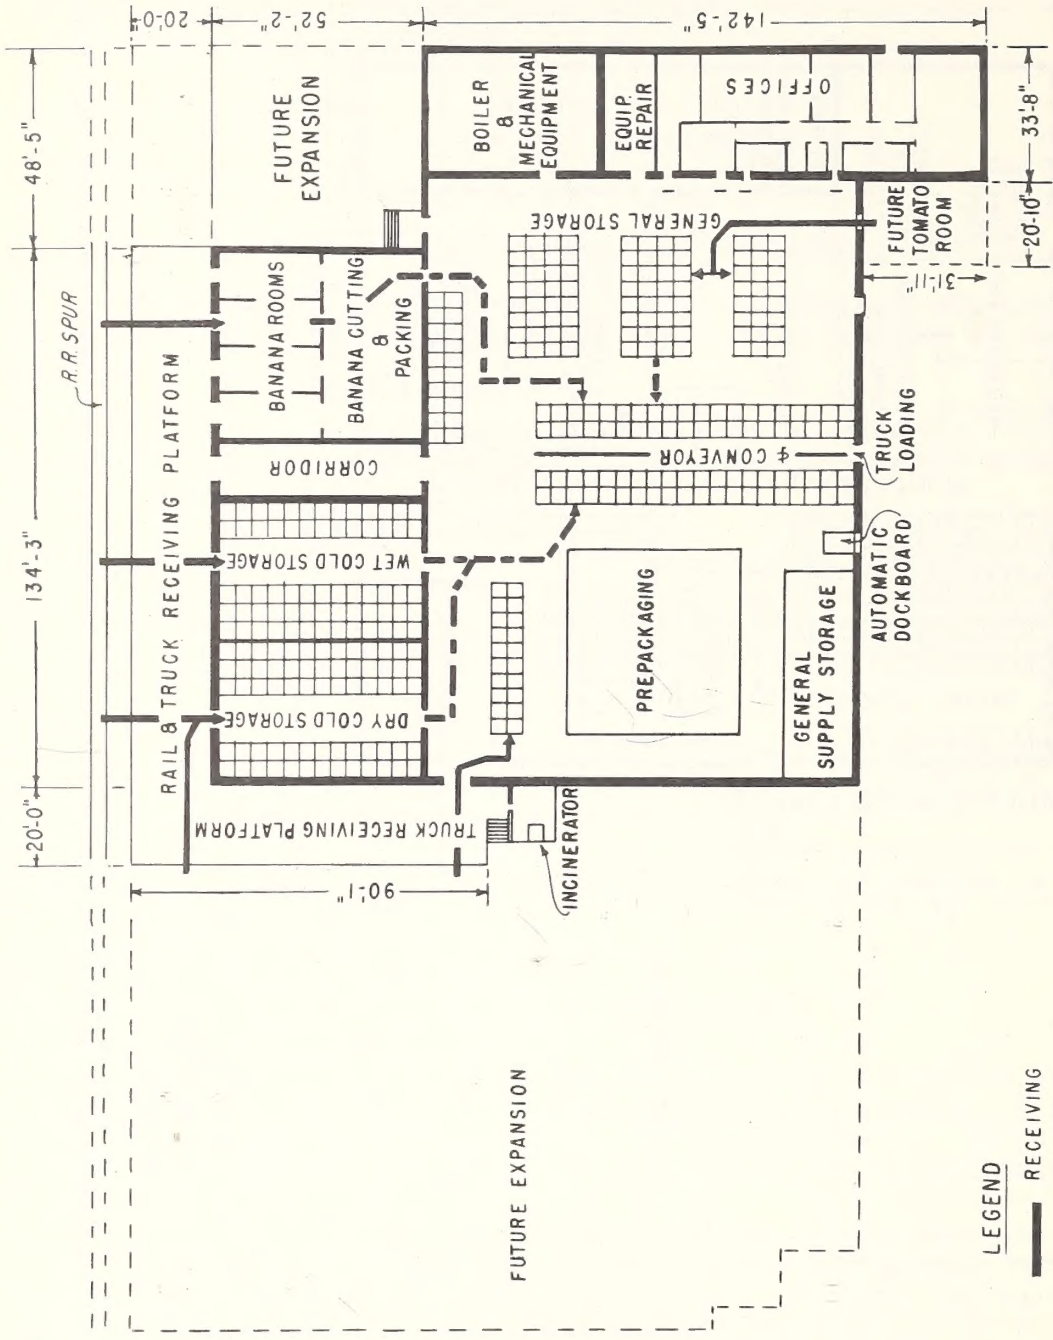 20'-0"
134'-3"
48'-5"
R.R. SPUR
20'-0"
52'-2"
142'-5"
RAIL & TRUCK RECEIVING PLATFORM
TRUCK RECEIVING PLATFORM
90'-1"
INCINERATOR
DRY COLD STORAGE
WET COLD STORAGE
CORRIDOR
BANANA ROOMS
BANANA CUTTING
&
PACKING
FUTURE
EXPANSION
BOILER
&
MECHANICAL
EQUIPMENT
EQUIP.
REPAIR
OFFICES
GENERAL STORAGE
℄ CONVEYOR
PREPACKAGING
GENERAL
SUPPLY STORAGE
AUTOMATIC
DOCKBOARD
TRUCK
LOADING
FUTURE
TOMATO
ROOM
31'-11"
20'-10"
33'-8"
FUTURE EXPANSION
LEGEND
RECEIVING